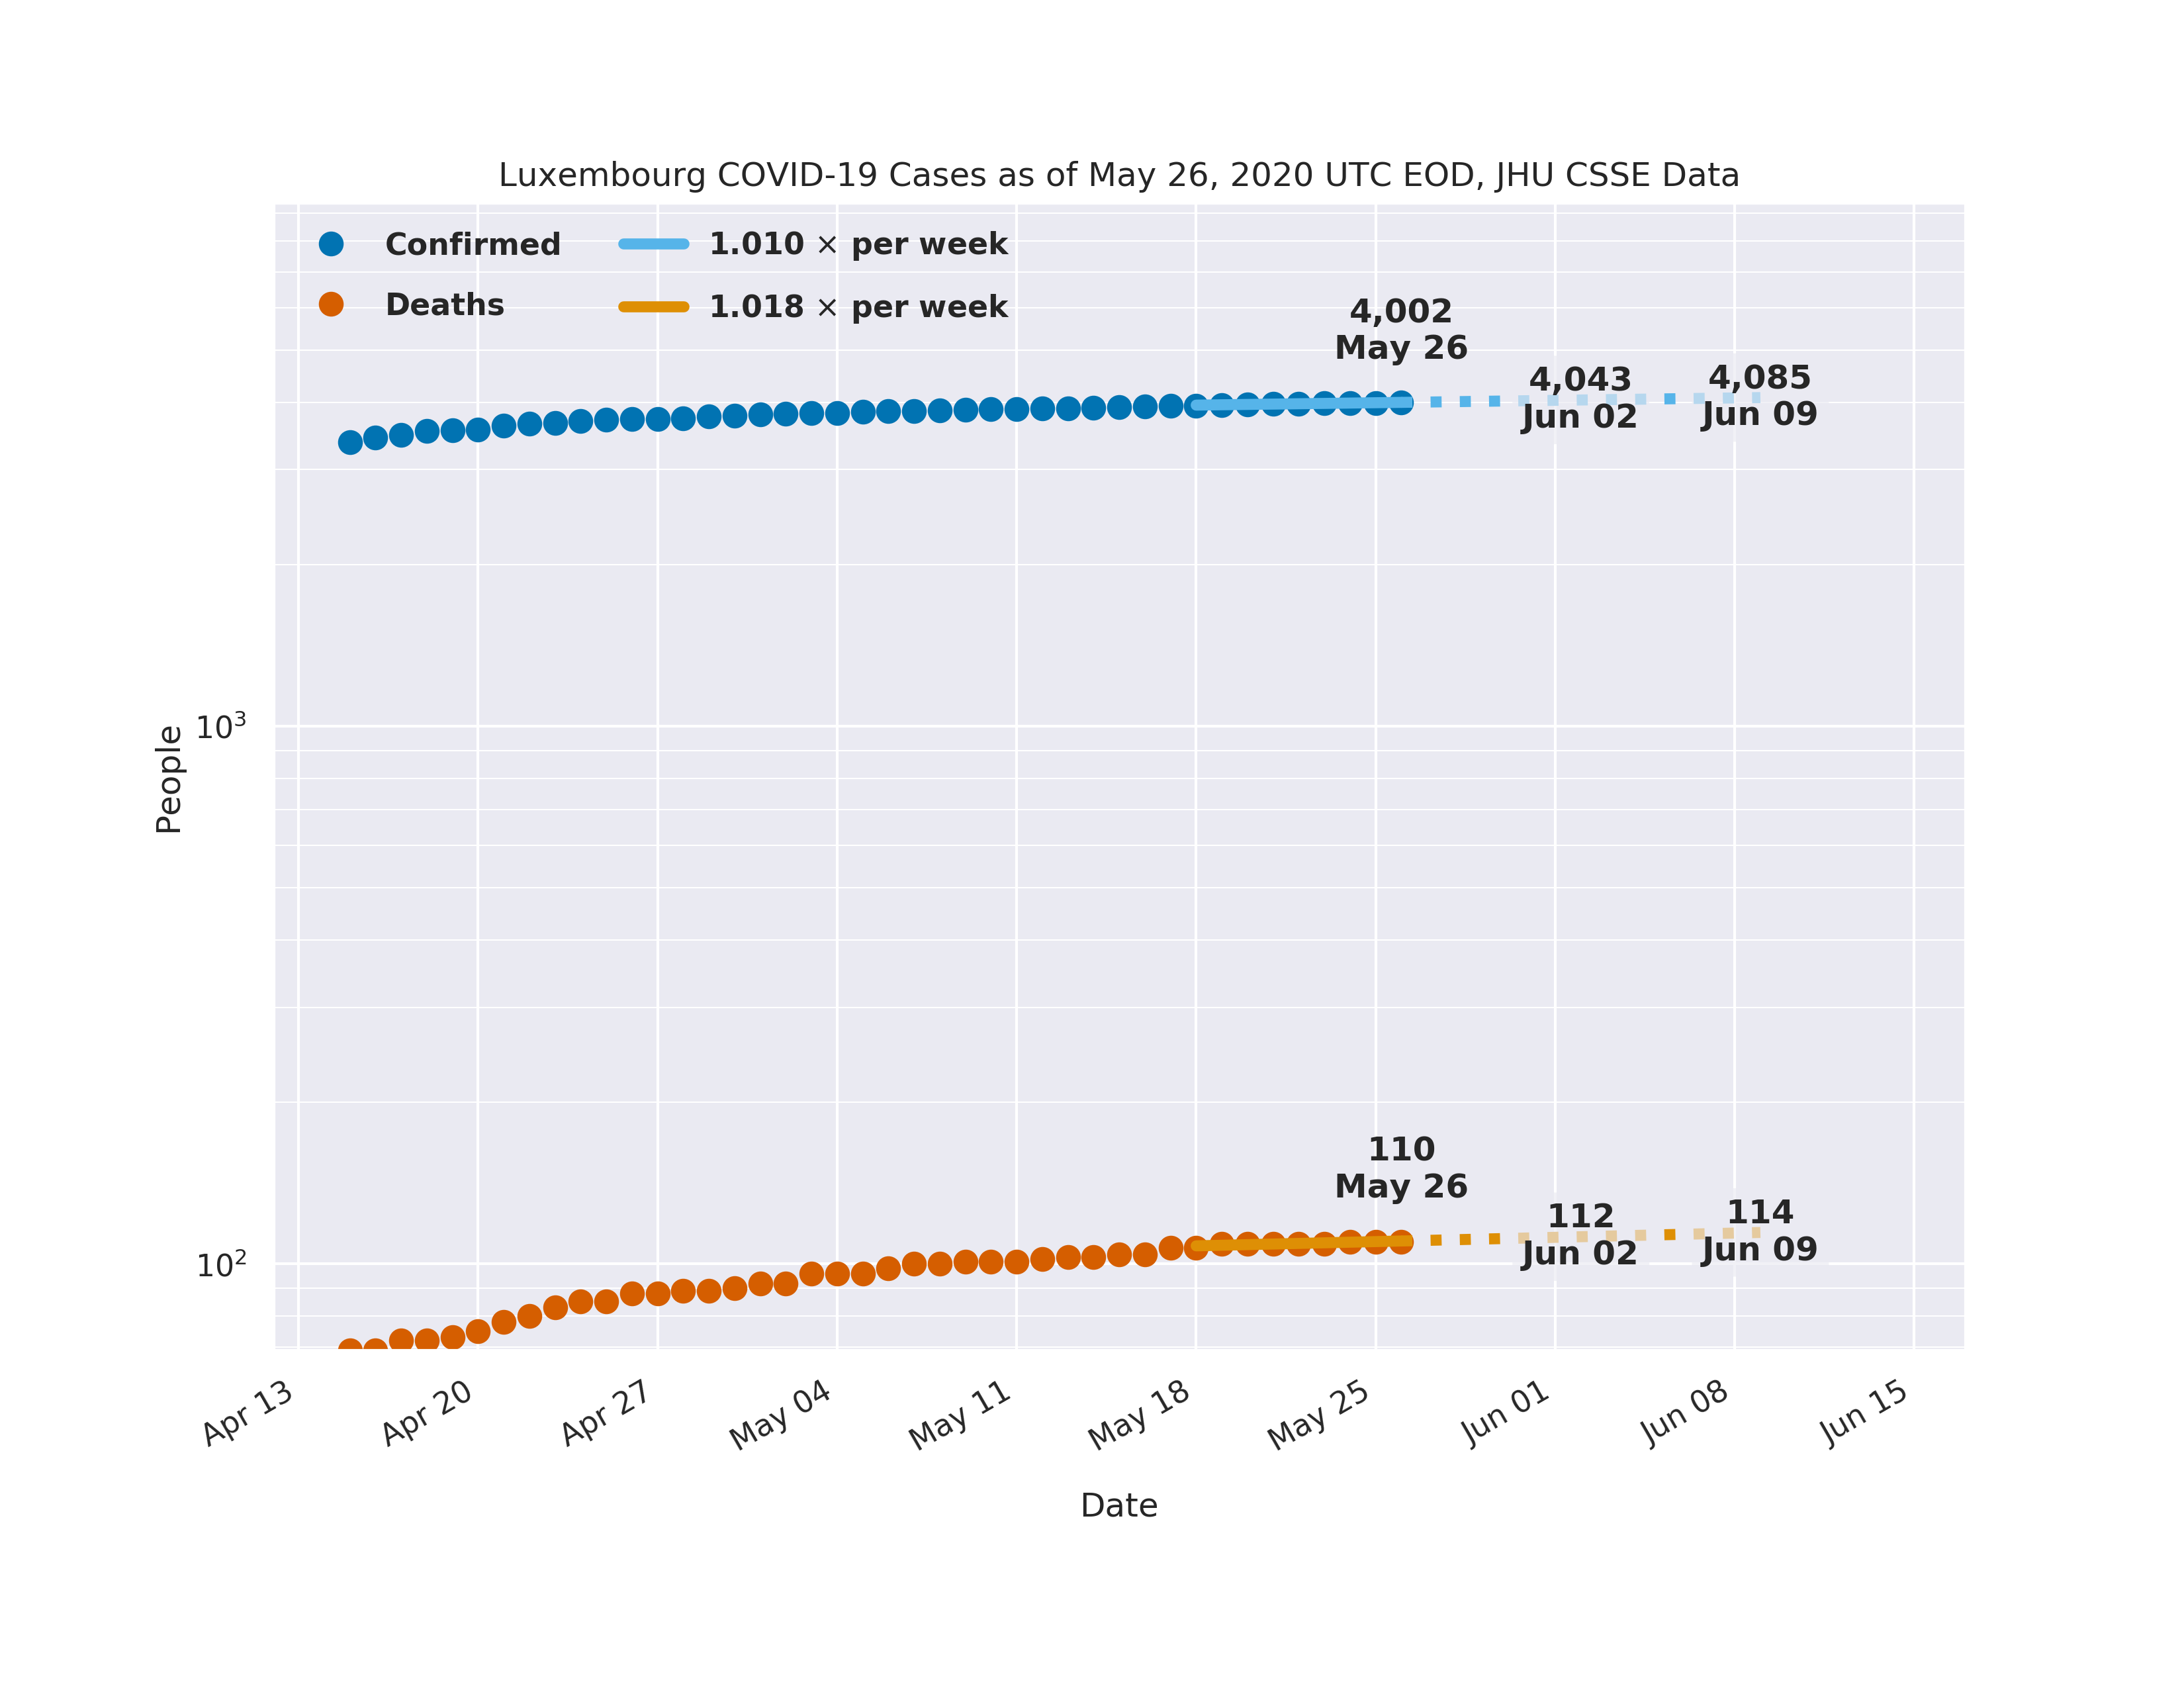 Luxembourg COVID-19 Cases as of May 26, 2020 UTC EOD, JHU CSSE Data
Confirmed
Deaths
1.010 × per week
1.018 × per week
4,002
May 26
4,043
Jun 02
4,085
Jun 09
10³
People
110
May 26
112
Jun 02
114
Jun 09
10²
Apr 13
Apr 20
Apr 27
May 04
May 11
May 18
May 25
Jun 01
Jun 08
Jun 15
Date